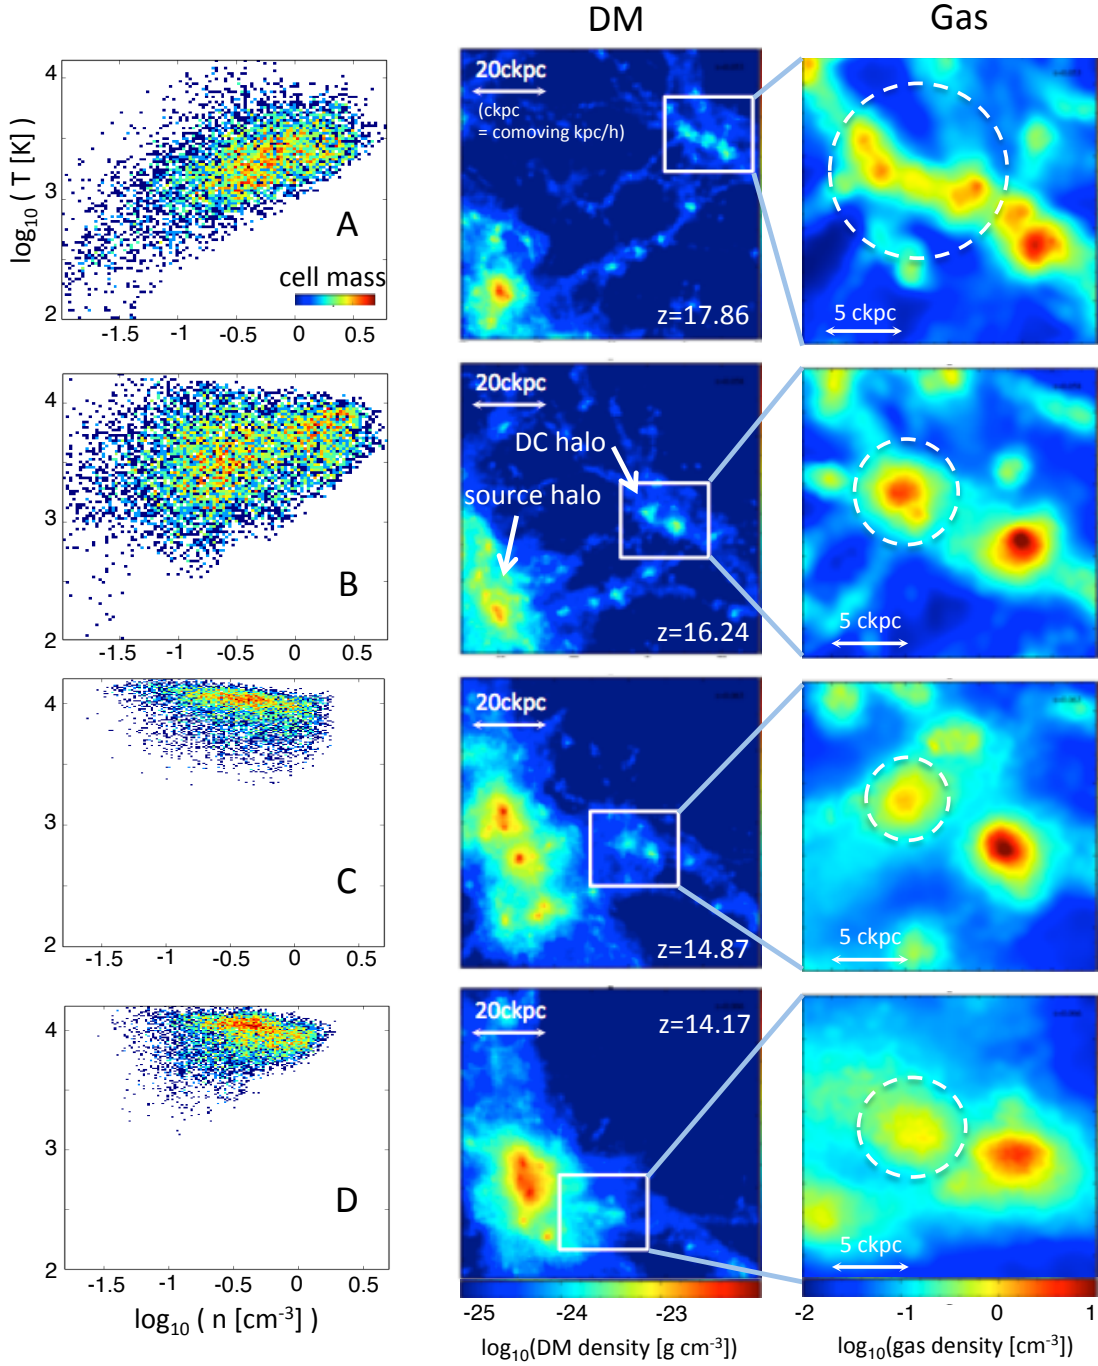 DM
Gas
4
3
2
log10 ( T [K] )
A
cell mass
-1.5
-1
-0.5
0
0.5
20ckpc
(ckpc
= comoving kpc/h)
z=17.86
5 ckpc
4
3
2
B
-1.5
-1
-0.5
0
0.5
20ckpc
DC halo
source halo
z=16.24
5 ckpc
4
3
2
C
-1.5
-1
-0.5
0
0.5
20ckpc
z=14.87
5 ckpc
4
3
2
D
-1.5
-1
-0.5
0
0.5
log10 ( n [cm-3] )
20ckpc
z=14.17
5 ckpc
-25
-24
-23
log10(DM density [g cm-3])
-2
-1
0
1
log10(gas density [cm-3])